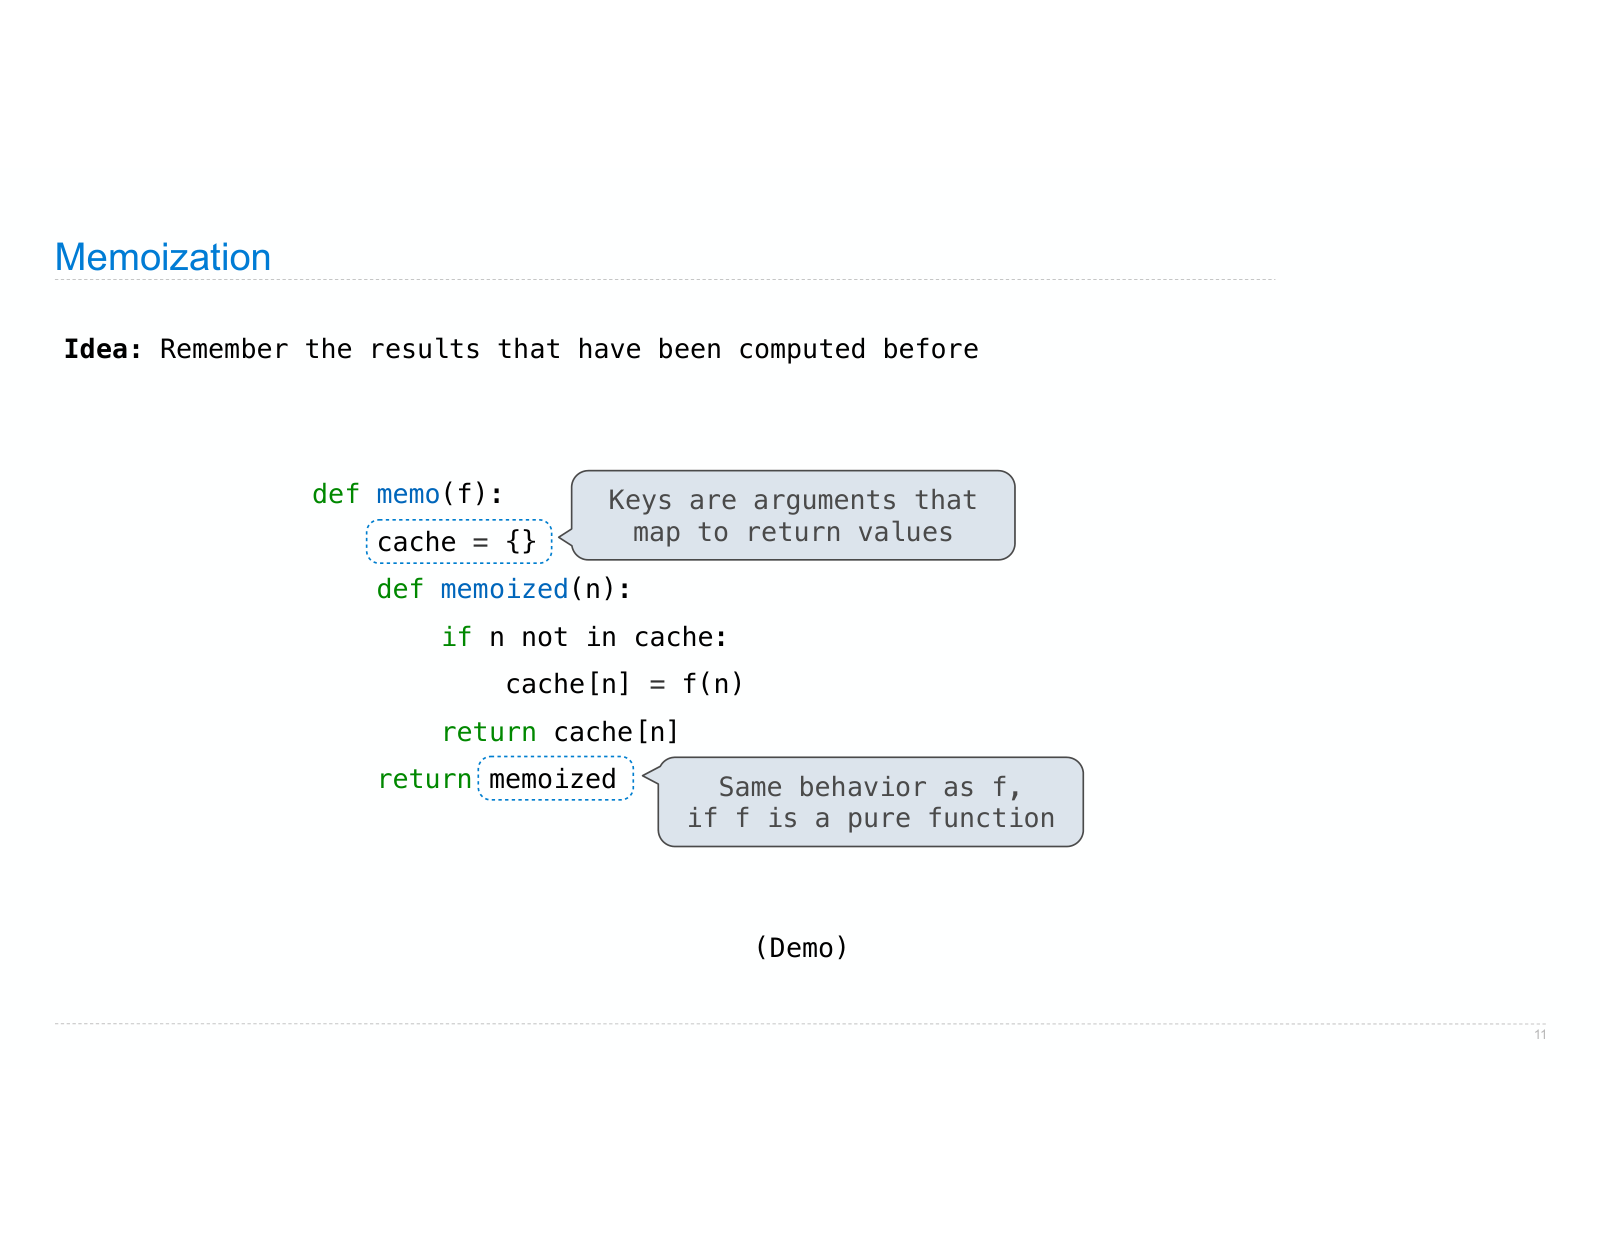 Memoization
Idea: Remember the results that have been computed before
def memo(f):
Keys are arguments that
map to return values
cache = {}
def memoized(n):
if n not in cache:
cache[n] = f(n)
return cache[n]
return memoized
Same behavior as f,
if f is a pure function
(Demo)
11